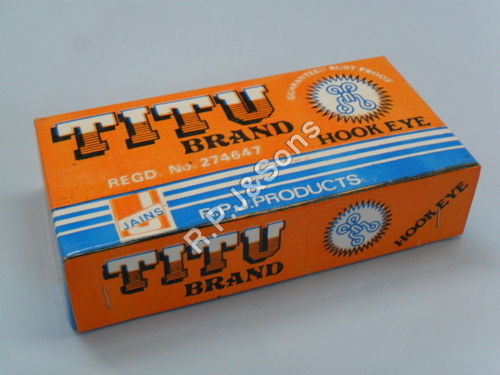 TITU
BRAND
GUARANTEED RUST PROOF
HOOK EYE
REGD. No. 274647
JAINS
R.P.J. PRODUCTS
R.P.J & Sons
TITU
BRAND
HOOK EYE